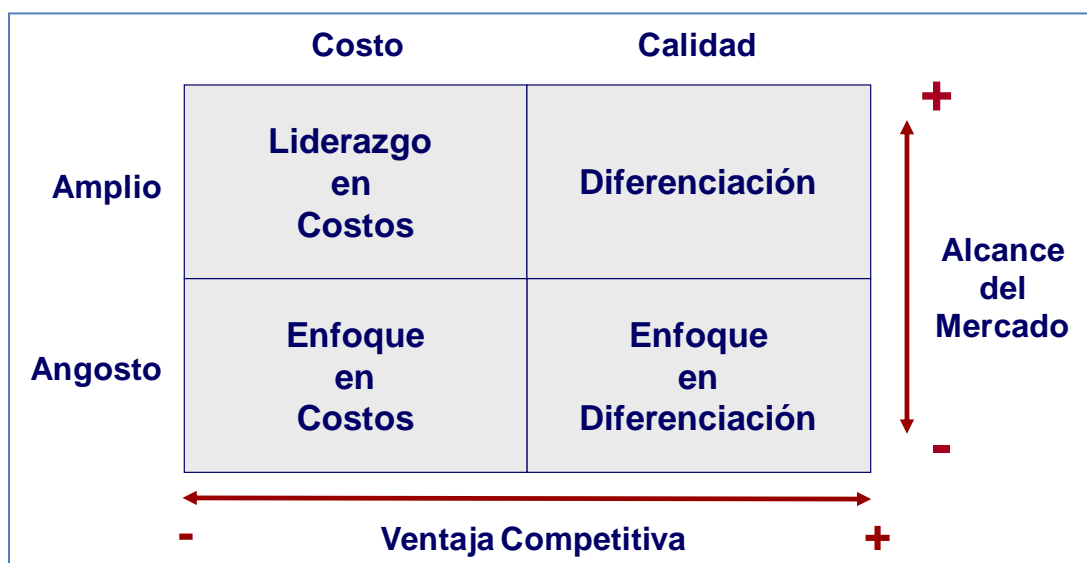 Costo
Calidad
+
Amplio
Liderazgo
en
Costos
Diferenciación
Alcance
del
Mercado
Angosto
Enfoque
en
Costos
Enfoque
en
Diferenciación
-
-
Ventaja Competitiva
+